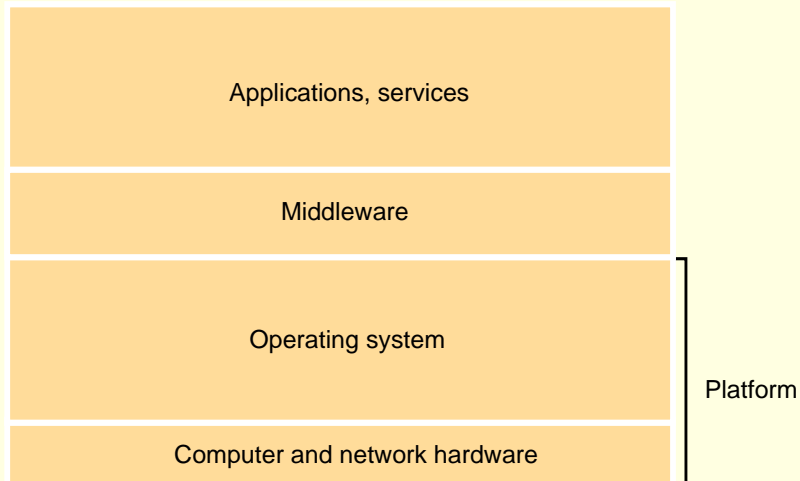 Applications, services
Middleware
Operating system
Platform
Computer and network hardware